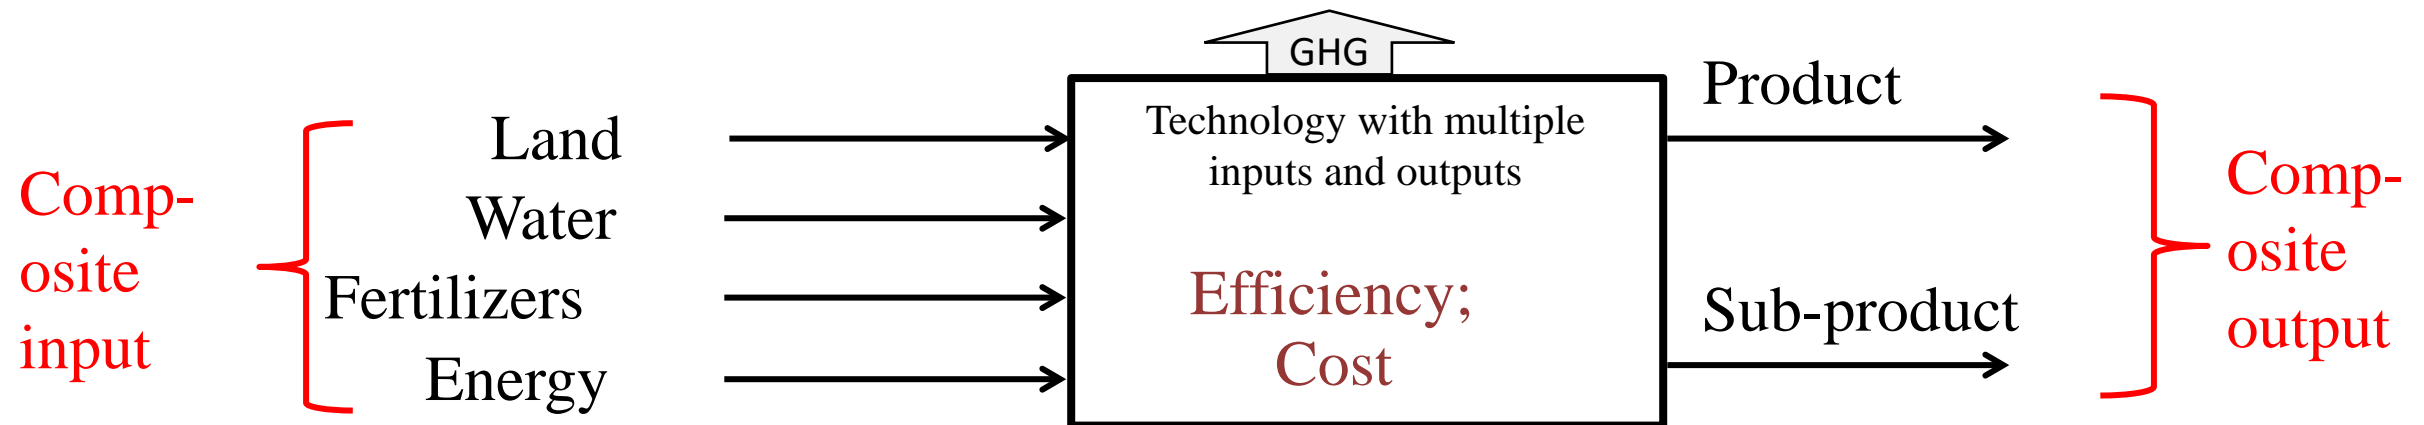 GHG
Comp-
osite
input
Land
Water
Fertilizers
Energy
Technology with multiple
inputs and outputs
Efficiency;
Cost
Product
Sub-product
Comp-
osite
output